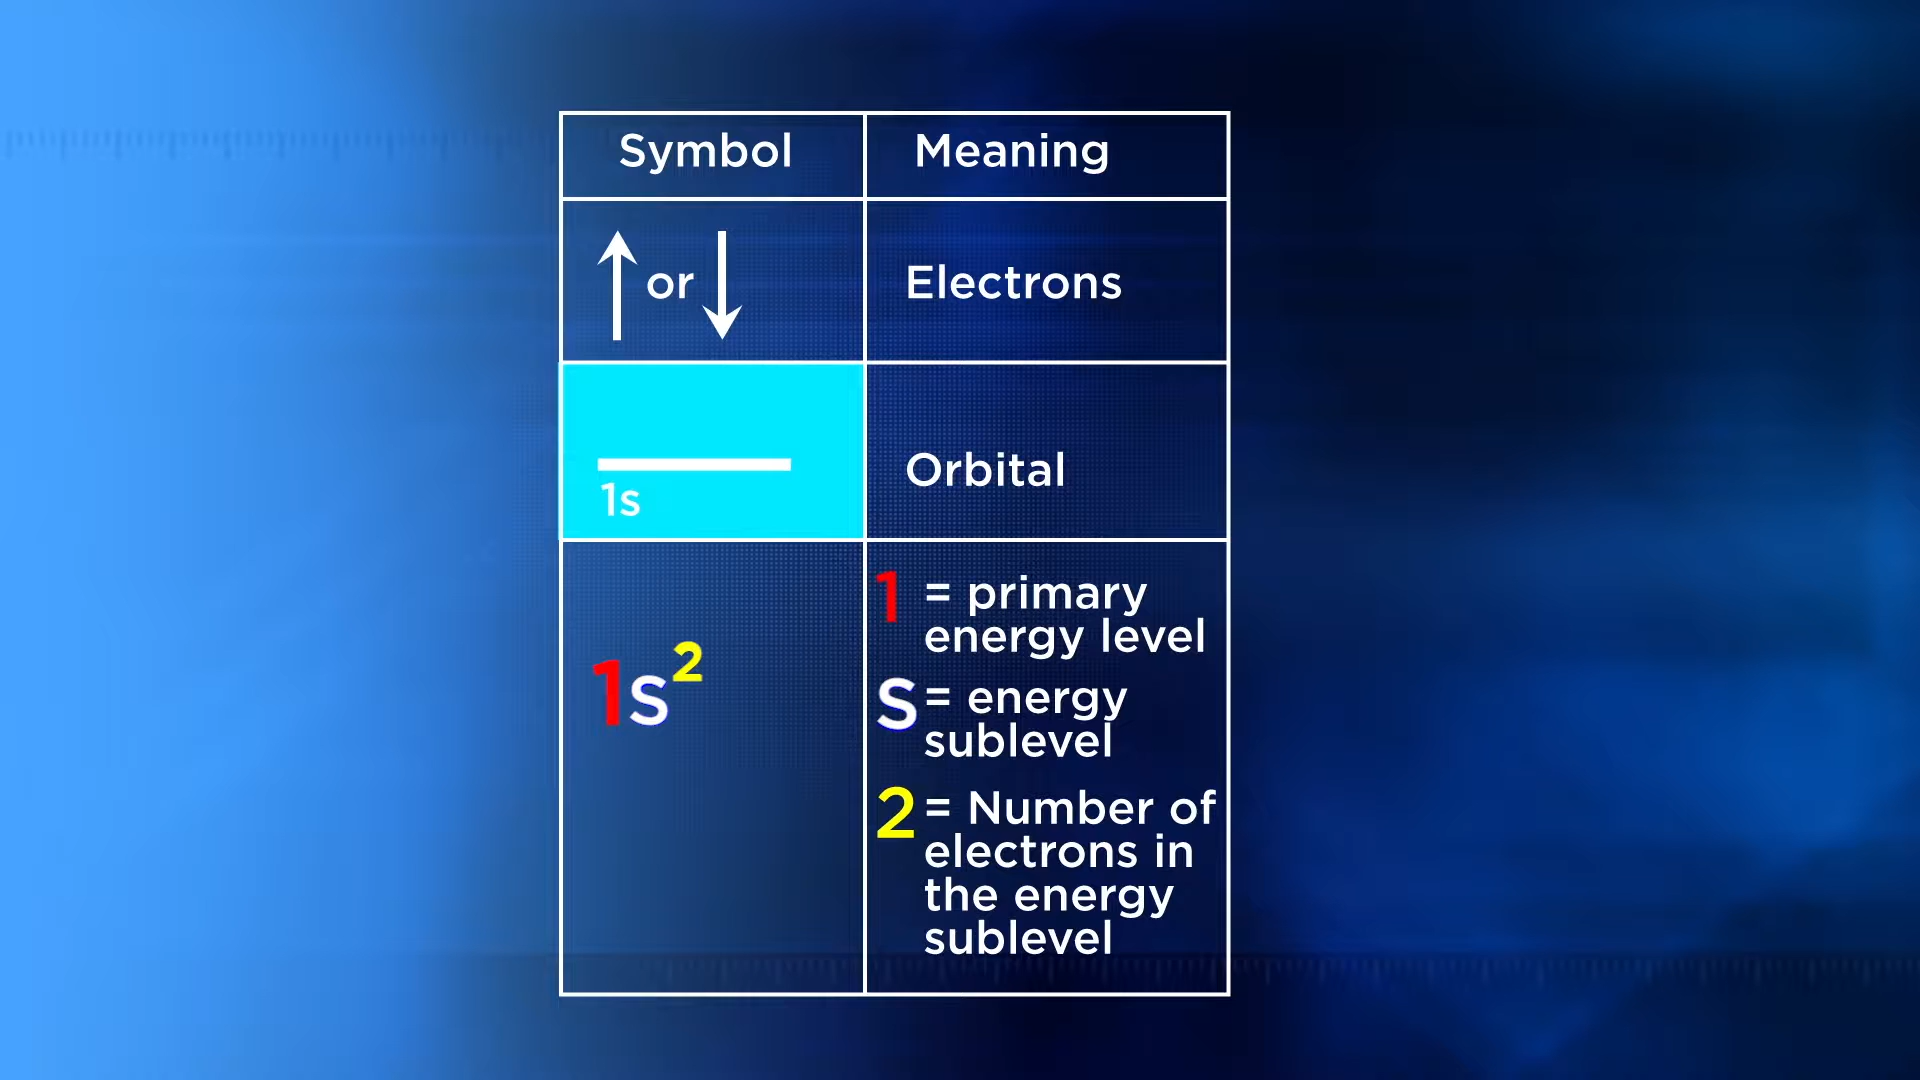 Symbol
Meaning
↑ or ↓
Electrons
1s
Orbital
1s²
1 = primary
energy level
s = energy
sublevel
2 = Number of
electrons in
the energy
sublevel